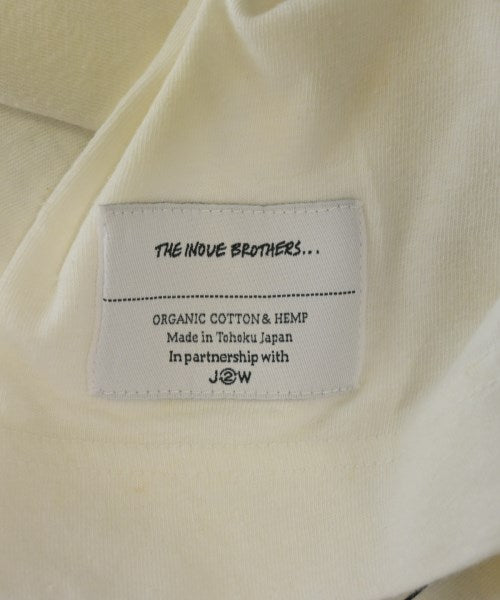 THE INOUE BROTHERS...
ORGANIC COTTON & HEMP
Made in Tohoku Japan
In partnership with
J②W